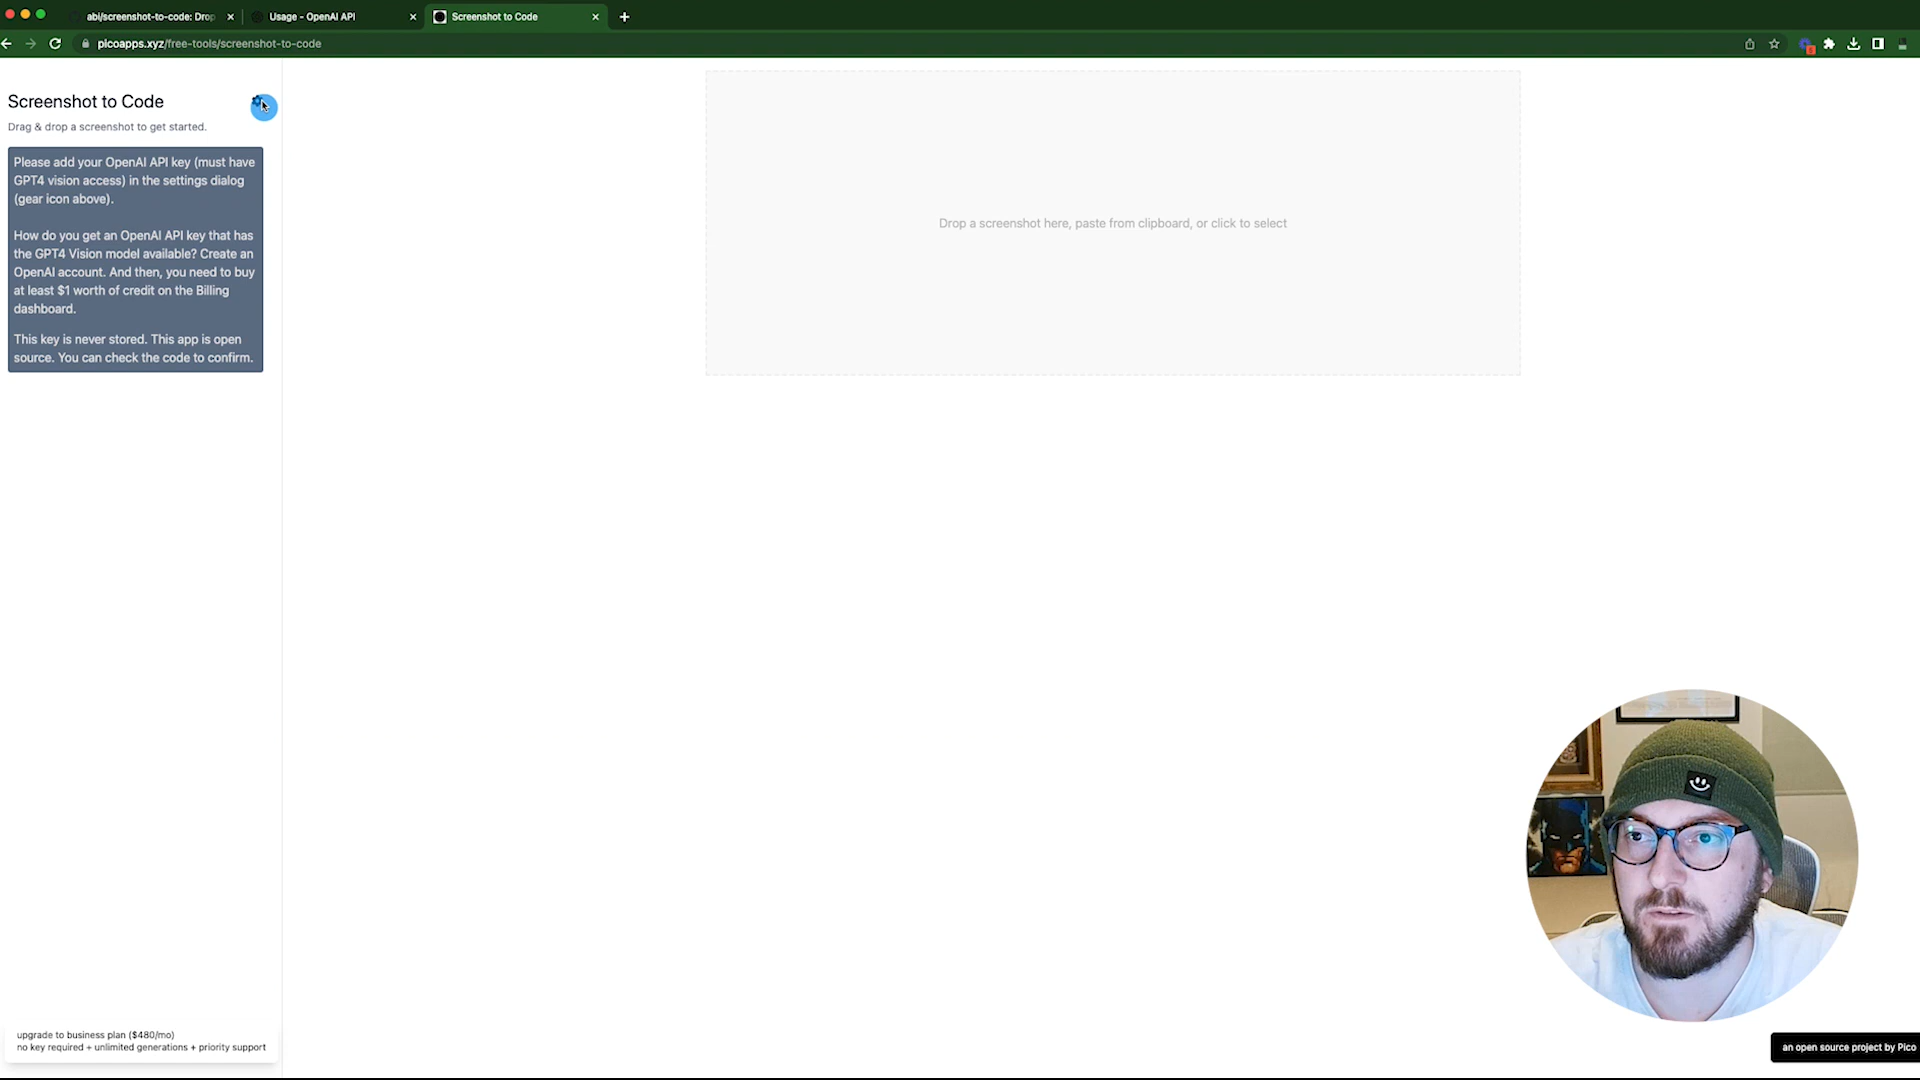 abi/screenshot-to-code: Drop
Usage - OpenAI API
Screenshot to Code
picoapps.xyz/free-tools/screenshot-to-code
Screenshot to Code
Drag & drop a screenshot to get started.
Please add your OpenAI API key (must have
GPT4 vision access) in the settings dialog
(gear icon above).
How do you get an OpenAI API key that has
the GPT4 Vision model available? Create an
OpenAI account. And then, you need to buy
at least $1 worth of credit on the Billing
dashboard.
This key is never stored. This app is open
source. You can check the code to confirm.
Drop a screenshot here, paste from clipboard, or click to select
upgrade to business plan ($480/mo)
no key required + unlimited generations + priority support
an open source project by Pico